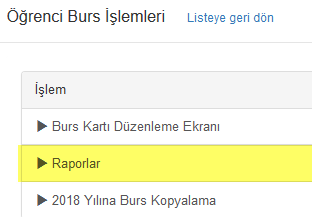 Öğrenci Burs İşlemleri Listeye geri dön
İşlem
▶ Burs Kartı Düzenleme Ekranı
▶ Raporlar
▶ 2018 Yılına Burs Kopyalama